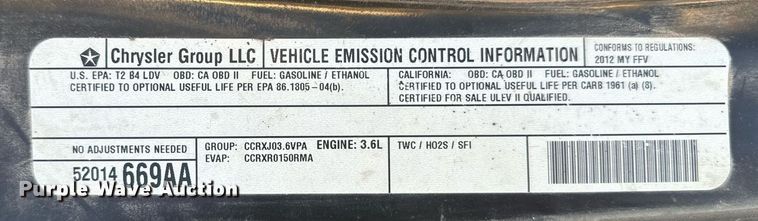 Chrysler Group LLC VEHICLE EMISSION CONTROL INFORMATION CONFORMS TO REGULATIONS:
2012 MY FFV
U.S. EPA: T2 B4 LDV OBD: CA OBD II FUEL: GASOLINE / ETHANOL
CERTIFIED TO OPTIONAL USEFUL LIFE PER EPA 86.1805-04(b).
CALIFORNIA: OBD: CA OBD II FUEL: GASOLINE / ETHANOL
CERTIFIED TO OPTIONAL USEFUL LIFE PER CARB 1961 (a) (8).
CERTIFIED FOR SALE ULEV II QUALIFIED.
NO ADJUSTMENTS NEEDED
52014 669AA
GROUP: CCRXJ03.6VPA ENGINE: 3.6L
EVAP: CCRXR0150RMA
TWC / HO2S / SFI
Purple Wave Auction